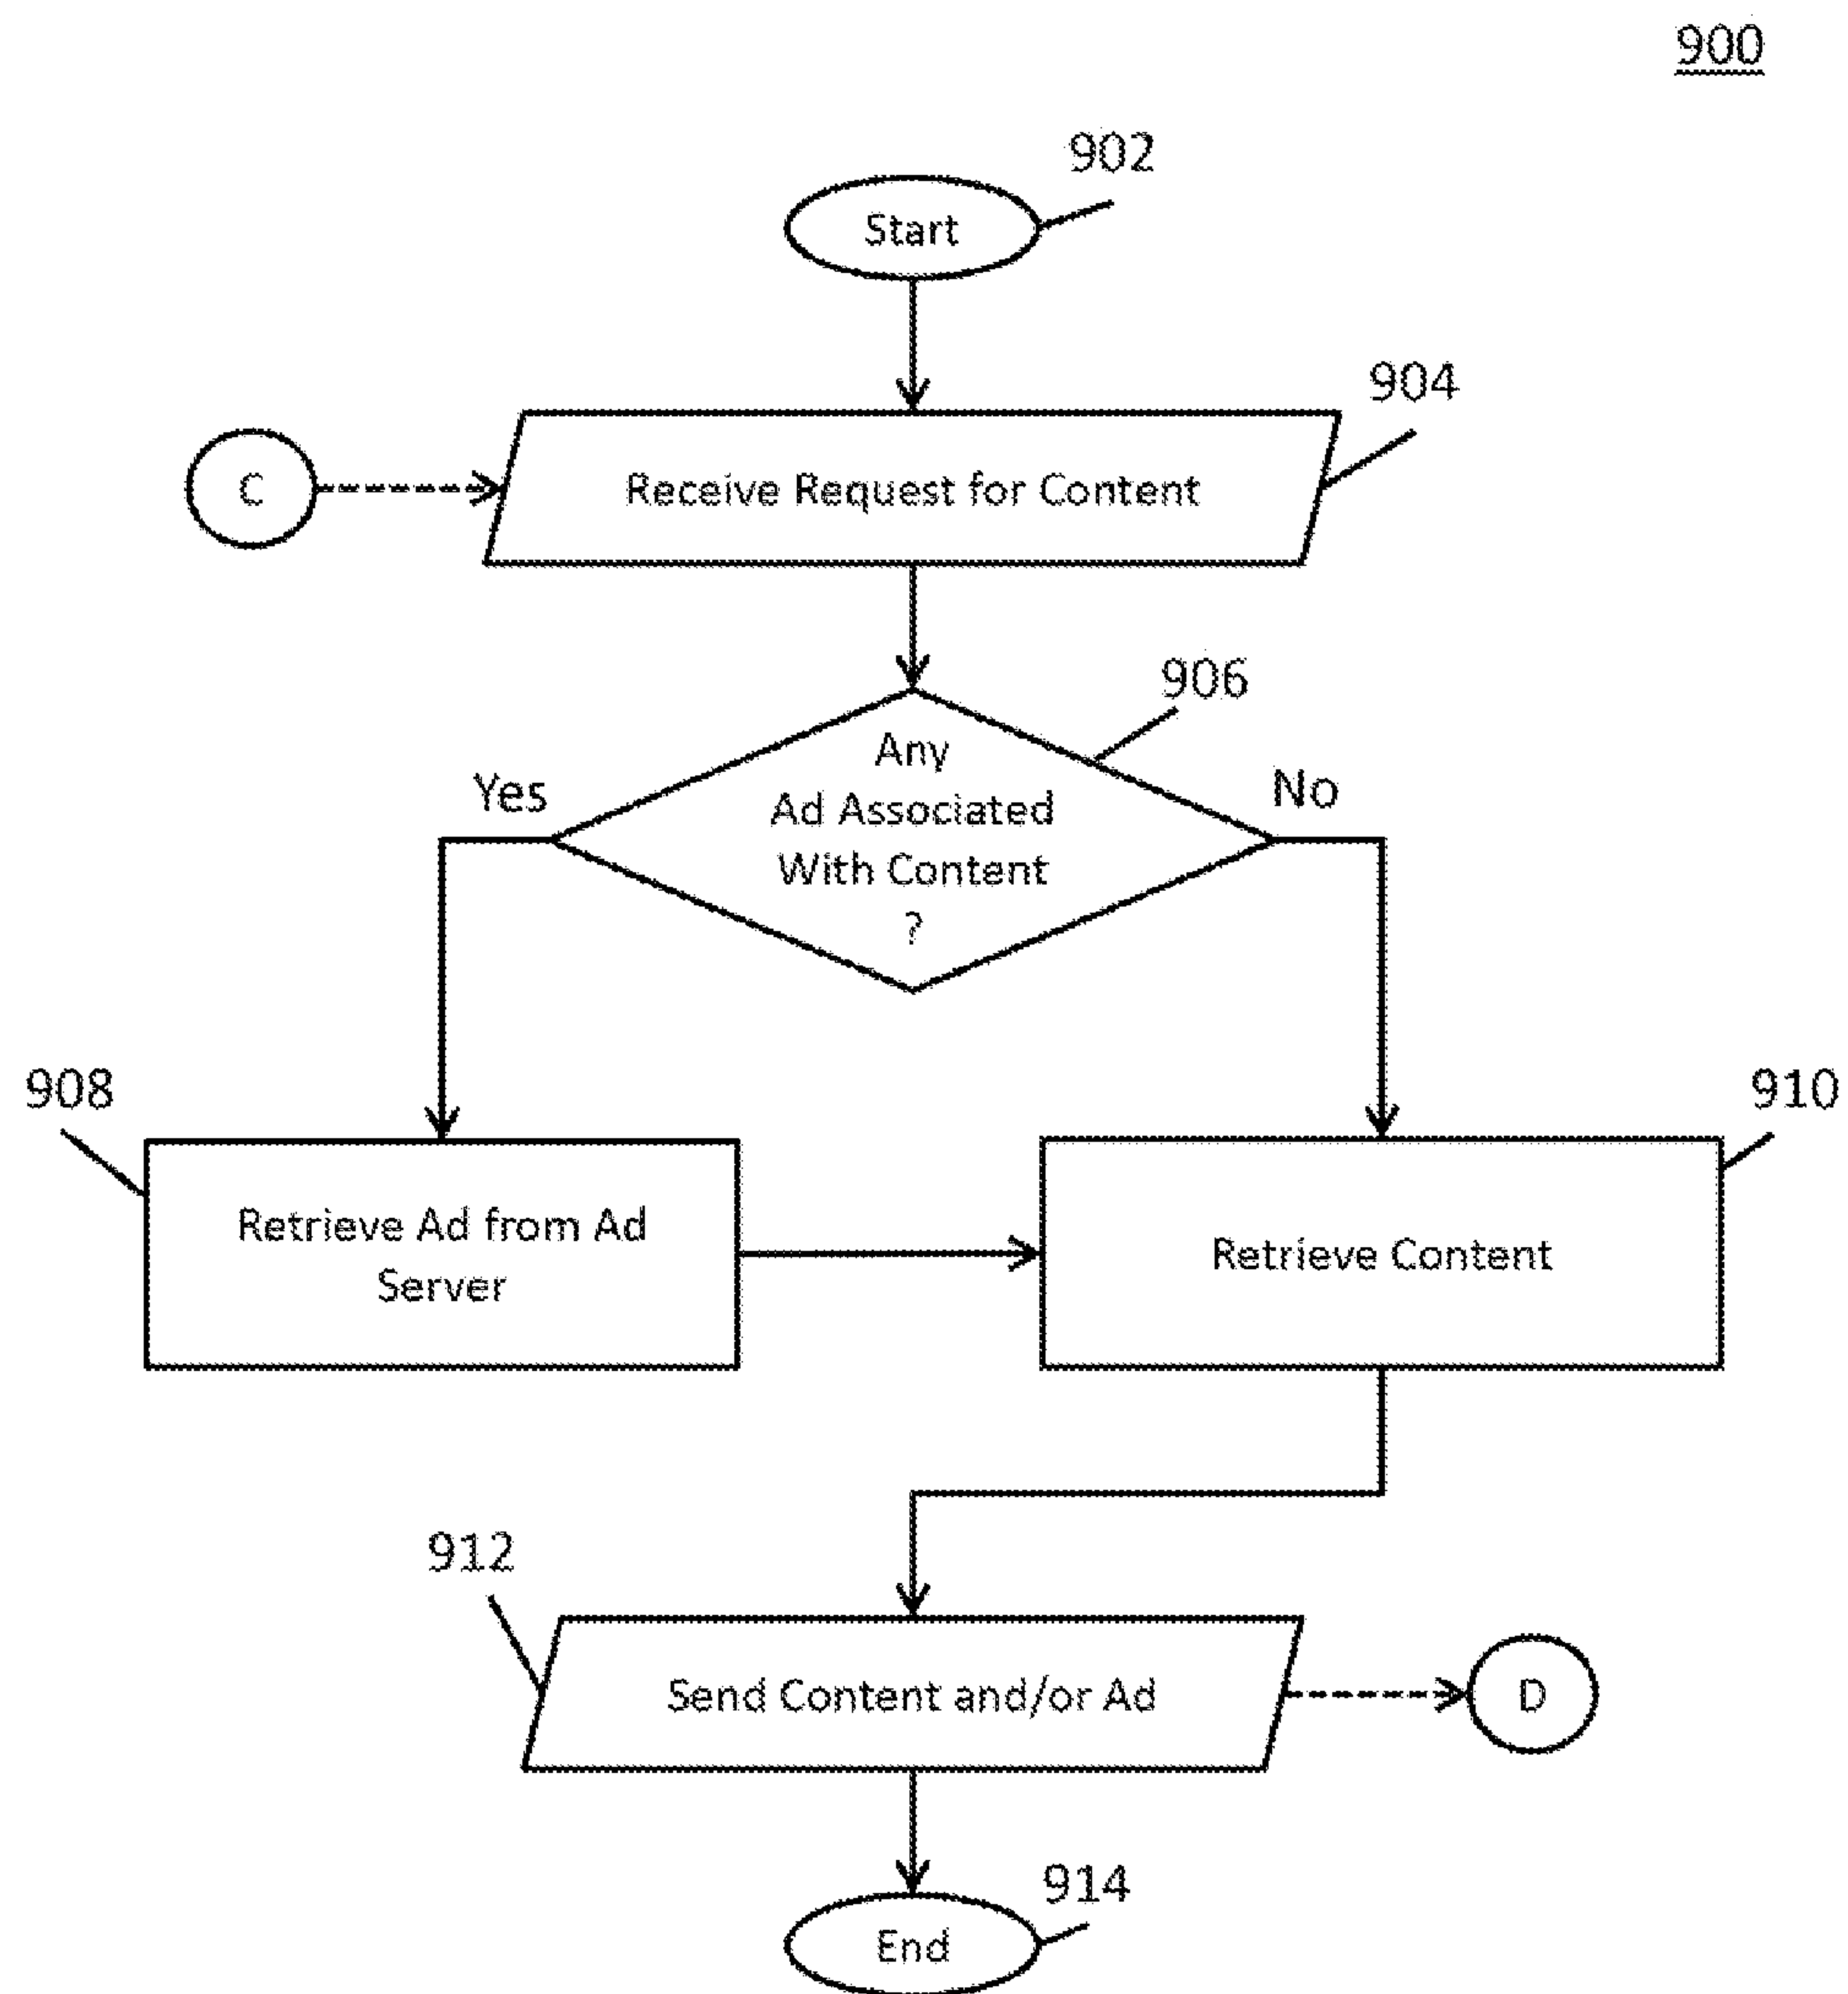 900
902
Start
904
C
Receive Request for Content
906
Any
Ad Associated
With Content
?
Yes
No
908
910
Retrieve Ad from Ad
Server
Retrieve Content
912
Send Content and/or Ad
D
914
End